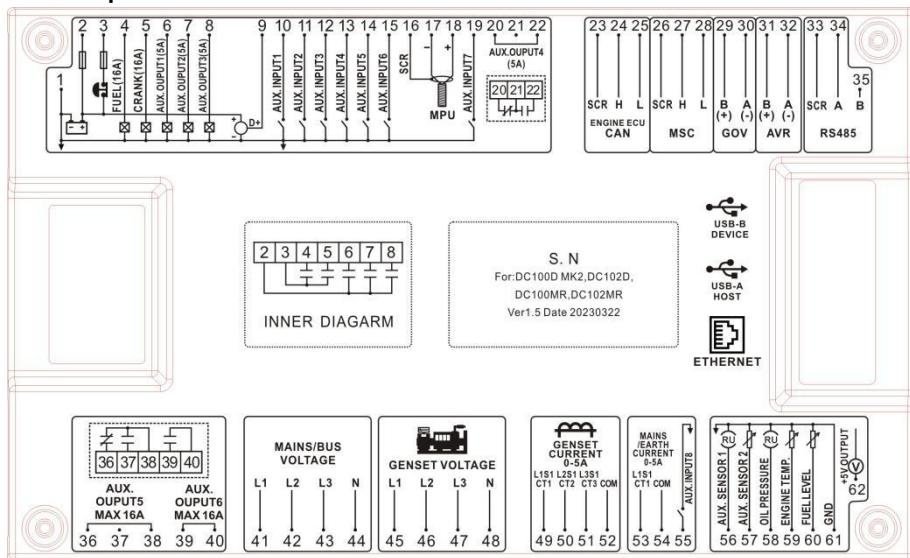 1 2 3 4 5 6 7 8 9 10 11 12 13 14 15 16 17 18 19 20 21 22
FUEL(16A)
CRANK(16A)
AUX. OUPUT1(5A)
AUX. OUPUT2(5A)
AUX. OUPUT3(5A)
D+
+
-
- +
AUX. INPUT1
AUX. INPUT2
AUX. INPUT3
AUX. INPUT4
AUX. INPUT5
AUX. INPUT6
SCR
- +
MPU
AUX. INPUT7
AUX.OUPUT4
(5A)
20 21 22
23 24 25 26 27 28 29 30 31 32 33 34
35
SCR H L
ENGINE ECU
CAN
SCR H L
MSC
B A
(+) (-)
GOV
B A
(+) (-)
AVR
SCR A B
RS485
2 3 4 5 6 7 8
INNER DIAGARM
S. N
For:DC100D MK2,DC102D,
DC100MR,DC102MR
Ver1.5 Date 20230322
USB-B
DEVICE
USB-A
HOST
ETHERNET
36 37 38 39 40
AUX.
OUPUT5
MAX 16A
AUX.
OUPUT6
MAX16A
36 37 38 39 40
MAINS/BUS
VOLTAGE
L1 L2 L3 N
41 42 43 44
GENSET VOLTAGE
L1 L2 L3 N
45 46 47 48
GENSET
CURRENT
0-5A
L1S1 L2S1 L3S1
CT1 CT2 CT3 COM
49 50 51 52
MAINS
/EARTH
CURRENT
0-5A
L1S1
CT1 COM
AUX.INPUT8
53 54 55
RU
RU
AUX. SENSOR 1
AUX. SENSOR 2
OIL PRESSURE
ENGINE TEMP.
FUEL LEVEL
GND
+5V OUTPUT
V
62
56 57 58 59 60 61